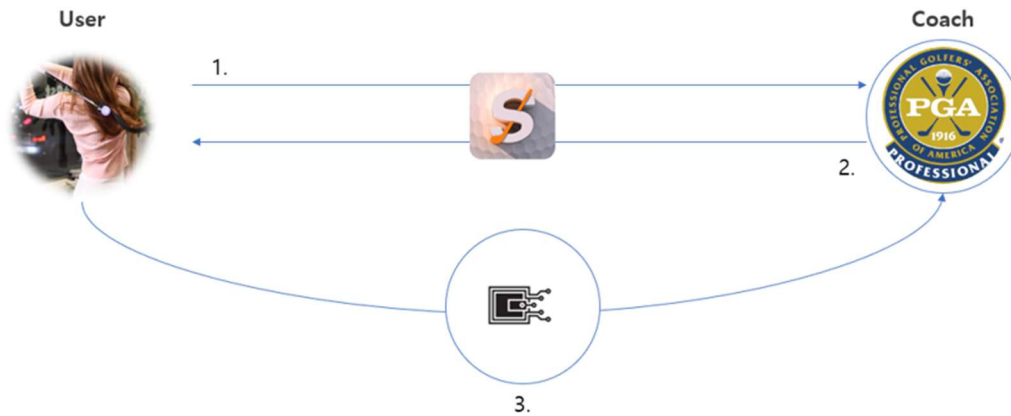 User
Coach
1.
S
PROFESSIONAL GOLFERS' ASSOCIATION
PGA
1916
OF AMERICA
PROFESSIONAL
2.
3.